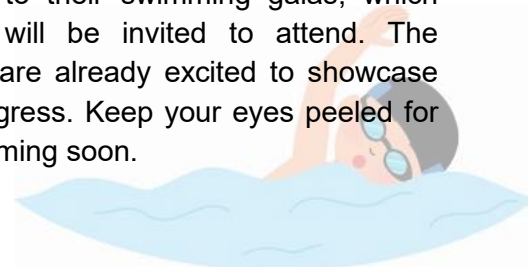 to their swimming galas, which
will be invited to attend. The
are already excited to showcase
gress. Keep your eyes peeled for
ming soon.